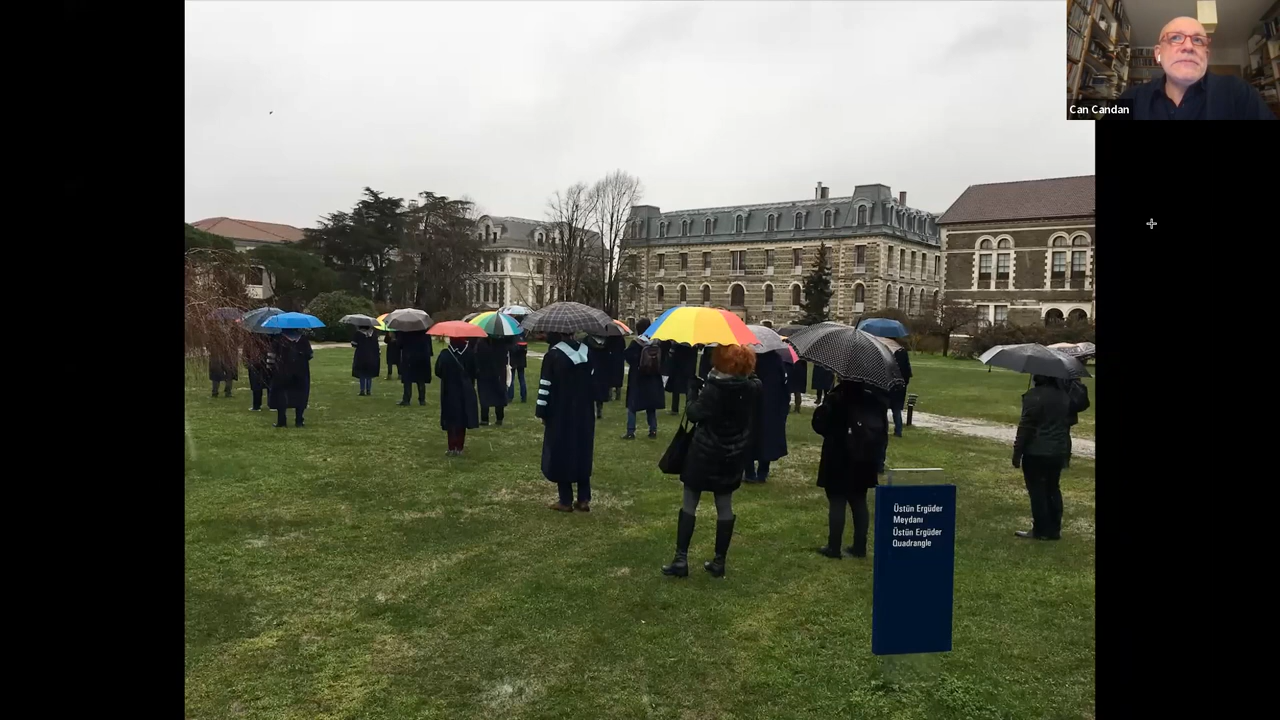 Can Candan
Üstün Ergüder
Meydanı
Üstün Ergüder
Quadrangle